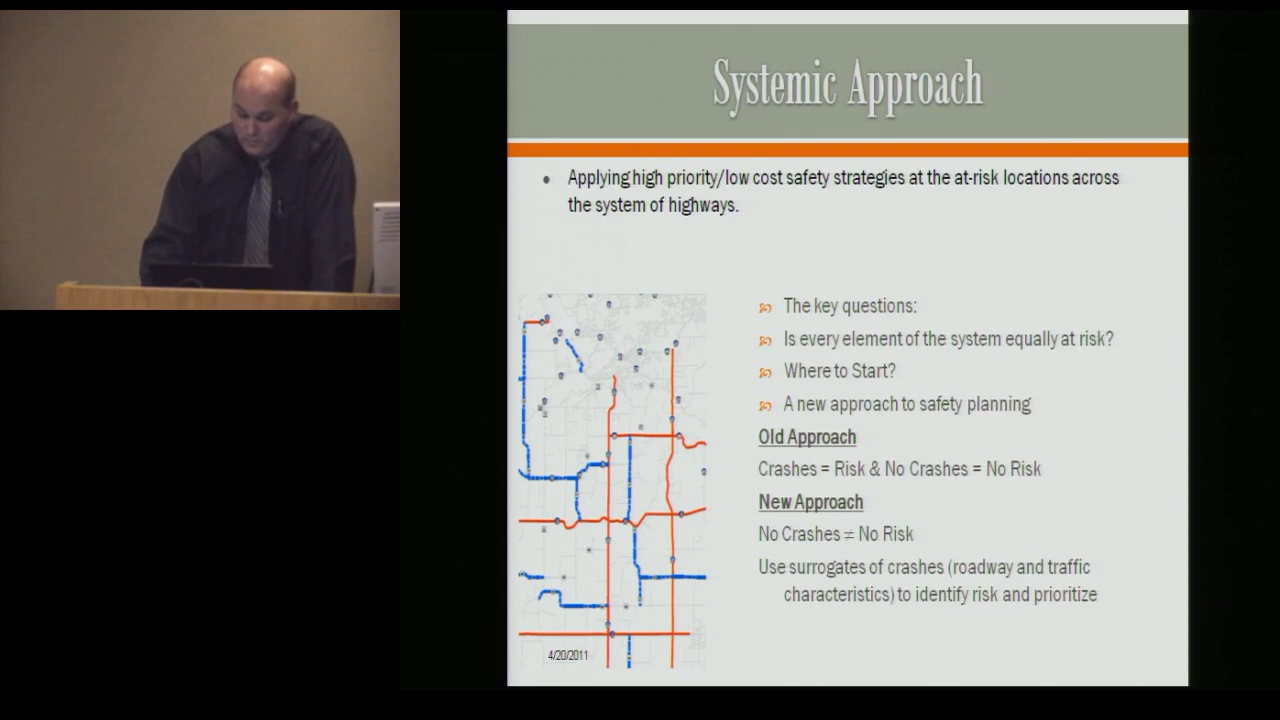 Systemic Approach
Applying high priority/low cost safety strategies at the at-risk locations across
the system of highways.
The key questions:
Is every element of the system equally at risk?
Where to Start?
A new approach to safety planning
Old Approach
Crashes = Risk & No Crashes = No Risk
New Approach
No Crashes ≠ No Risk
Use surrogates of crashes (roadway and traffic
characteristics) to identify risk and prioritize
4/20/2011